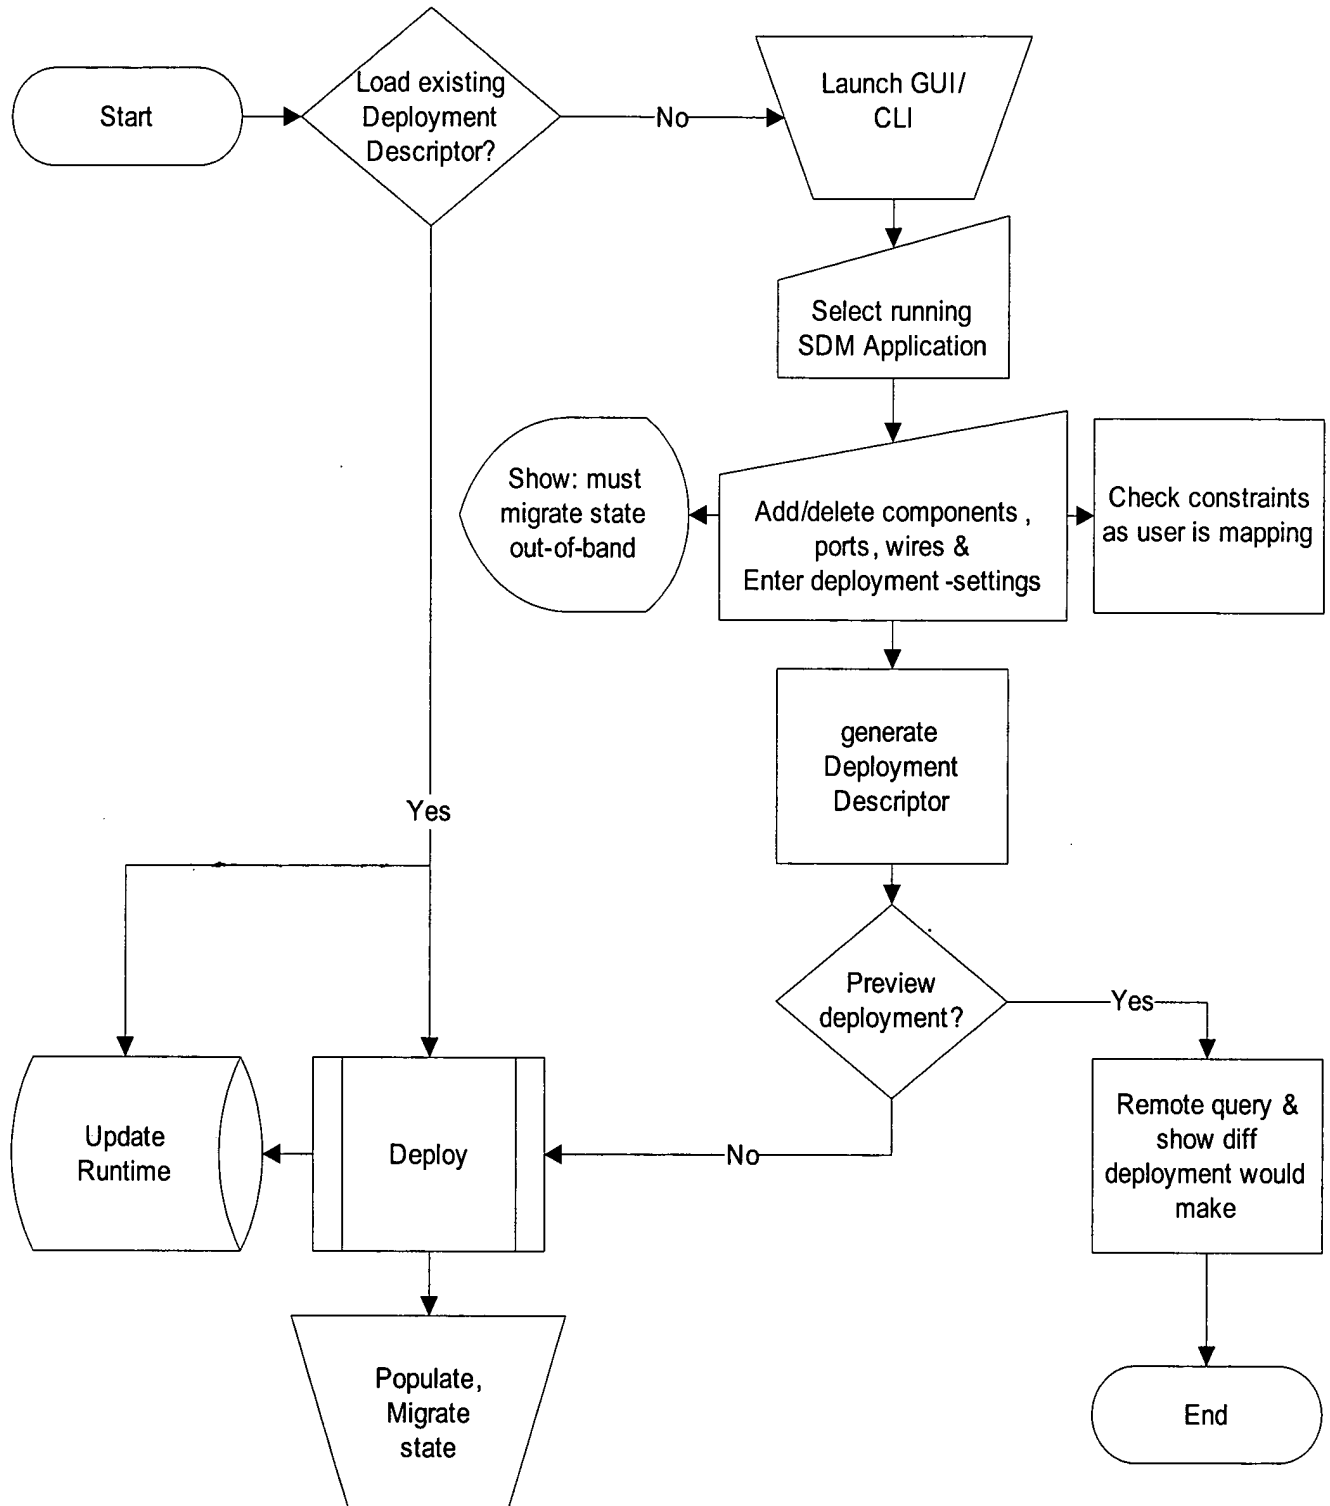 Start
Load existing
Deployment
Descriptor?
No
Launch GUI/
CLI
Select running
SDM Application
Show: must
migrate state
out-of-band
Add/delete components ,
ports, wires &
Enter deployment -settings
Check constraints
as user is mapping
generate
Deployment
Descriptor
Yes
Preview
deployment?
Yes
Update
Runtime
Deploy
No
Remote query &
show diff
deployment would
make
Populate,
Migrate
state
End